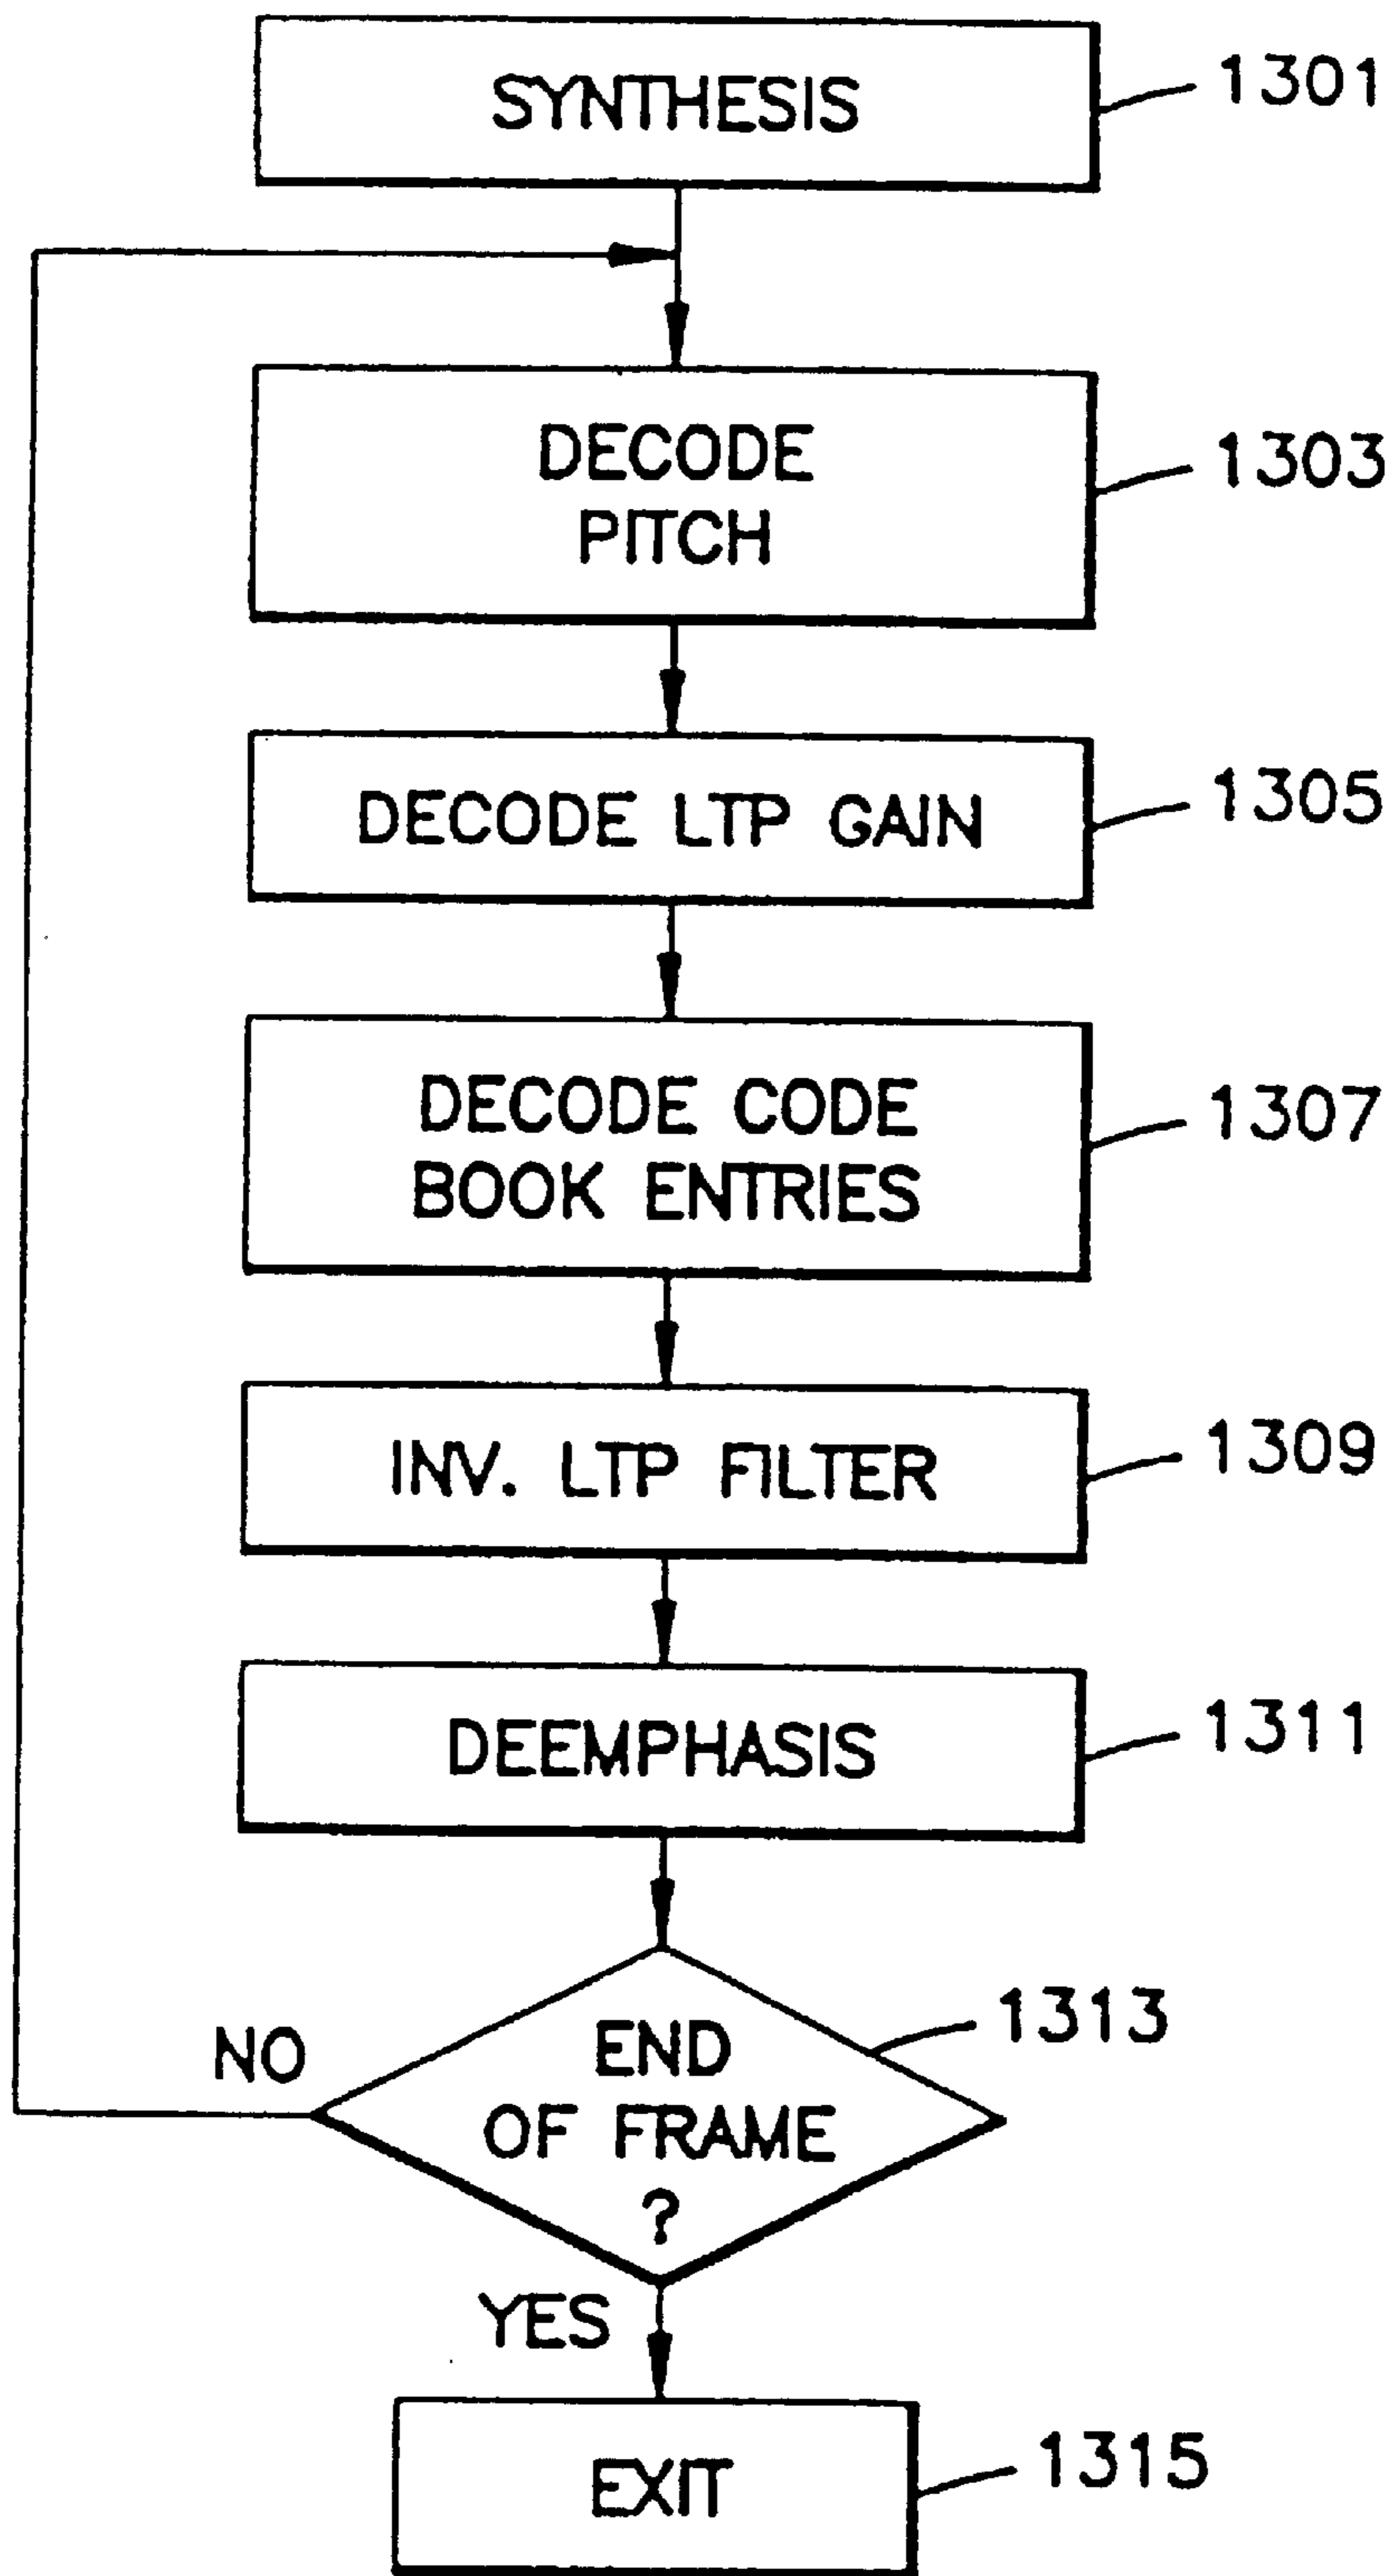 SYNTHESIS
1301
DECODE
PITCH
1303
DECODE LTP GAIN
1305
DECODE CODE
BOOK ENTRIES
1307
INV. LTP FILTER
1309
DEEMPHASIS
1311
END
OF FRAME
?
1313
NO
YES
EXIT
1315